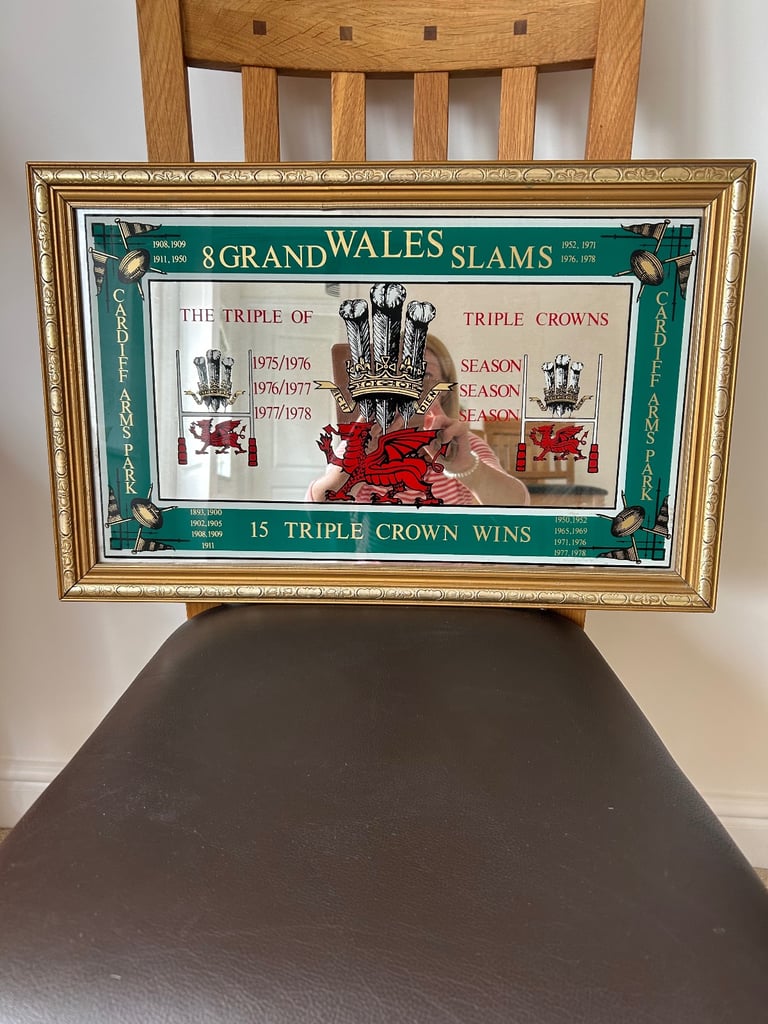 1908,1909
1911,1950
8 GRAND WALES SLAMS
1952, 1971
1976, 1978
CARDIFF ARMS PARK
THE TRIPLE OF
TRIPLE CROWNS
1975/1976
SEASON
1976/1977
SEASON
1977/1978
SEASON
ICH
DIEN
CARDIFF ARMS PARK
1893,1900
1902,1905
1908,1909
1911
15 TRIPLE CROWN WINS
1950,1952
1965,1969
1971,1976
1977,1978